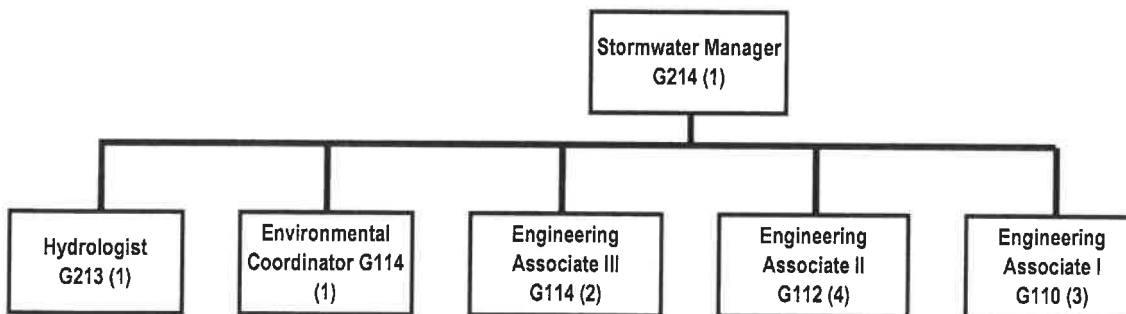 Stormwater Manager
G214 (1)
Hydrologist
G213 (1)
Environmental
Coordinator G114
(1)
Engineering
Associate III
G114 (2)
Engineering
Associate II
G112 (4)
Engineering
Associate I
G110 (3)